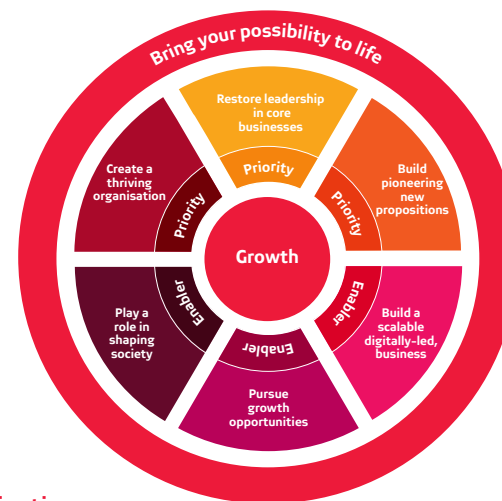 Bring your possibility to life
Restore leadership
in core
businesses
Priority
Build
pioneering
new
propositions
Priority
Build a
scalable
digitally-led,
business
Enabler
Pursue
growth
opportunities
Enabler
Play a
role in
shaping
society
Enabler
Create a
thriving
organisation
Priority
Growth